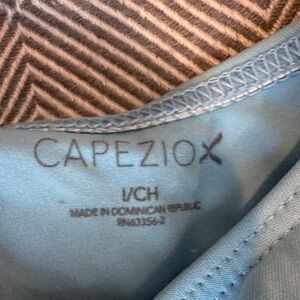 CAPEZIO
I/CH
MADE IN DOMINICAN REPUBLIC
RN63356-2